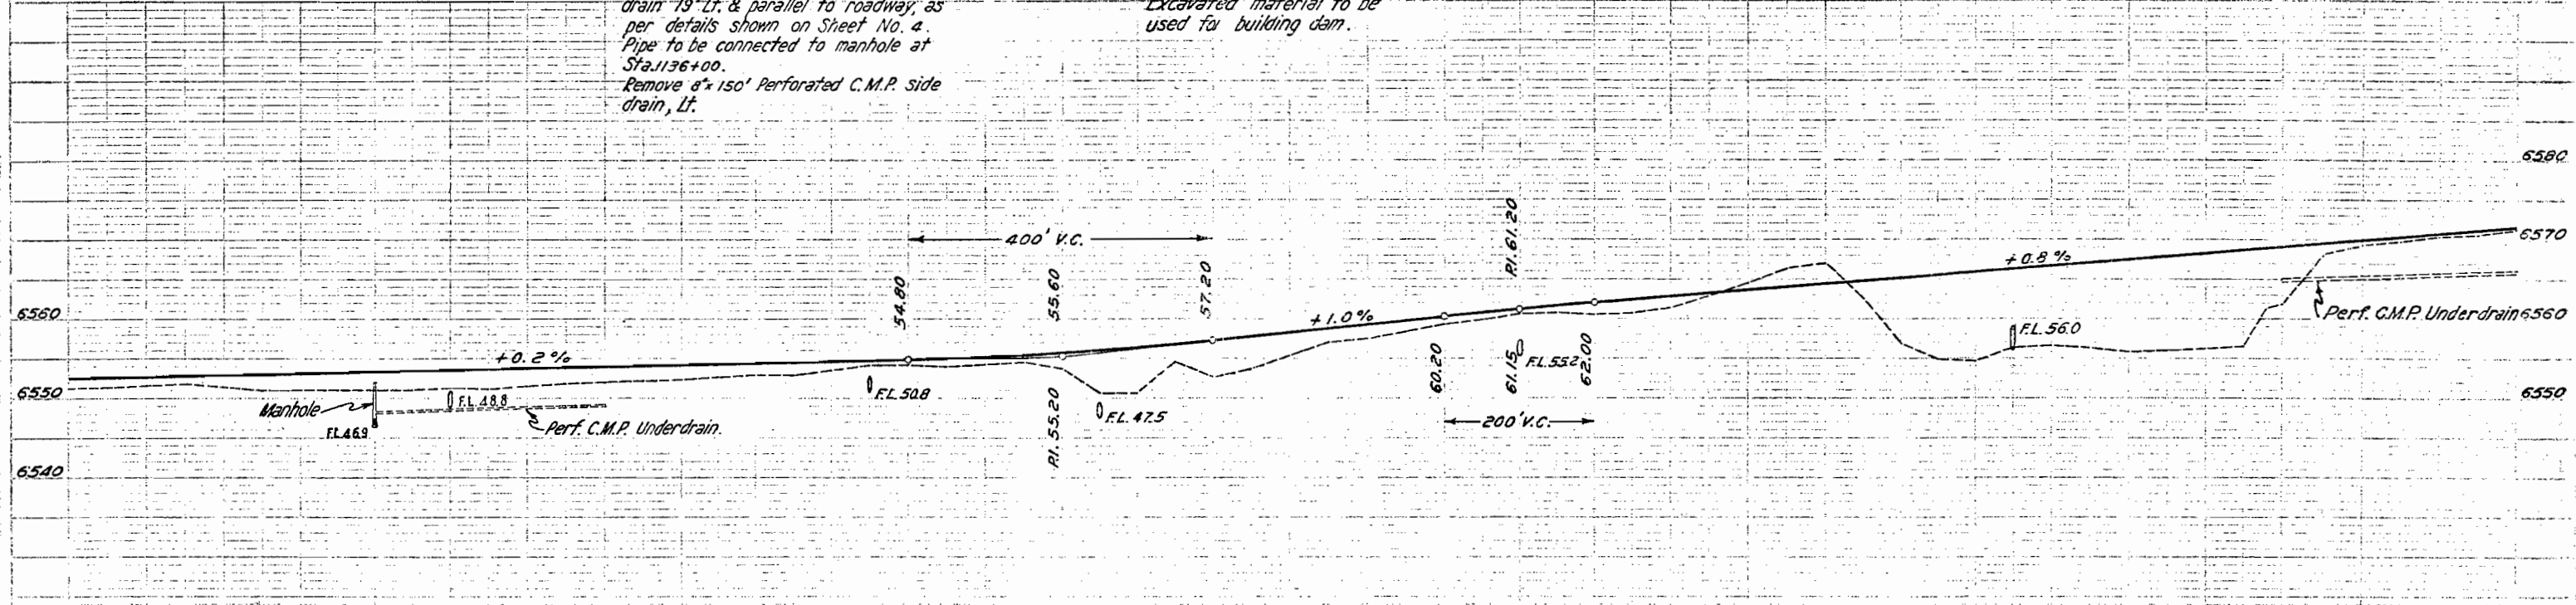 drain 19' Lt. & parallel to roadway, as
per details shown on Sheet No. 4.
Pipe to be connected to manhole at
Sta.1136+00.
Remove 8"x 150' Perforated C.M.P. side
drain, Lt.
Excavated material to be
used for building dam.
6580
6570
6560
6550
6560
6550
6540
+0.2%
Manhole
F.L.46.9
F.L.48.8
Perf. C.M.P. Underdrain.
F.L.50.8
400' V.C.
54.80
55.60
57.20
P.I. 55.20
F.L.47.5
+1.0%
60.20
P.I. 61.20
61.15
F.L.55.2
62.00
200' V.C.
+0.8%
F.L.56.0
Perf. C.M.P. Underdrain